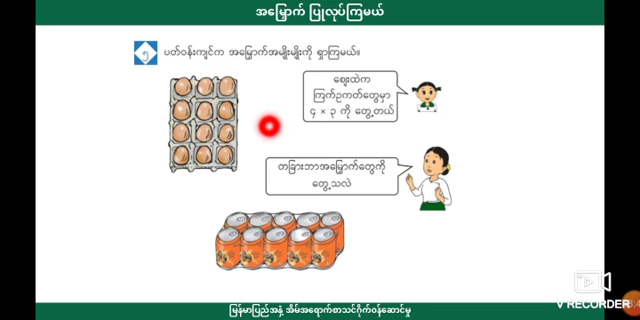 အမြှောက် ပြုလုပ်ကြမယ်
၅ ပတ်ဝန်းကျင်က အမြှောက်အမျိုးမျိုးကို ရှာကြမယ်။
ဈေးထဲက
ကြက်ဥကတ်တွေမှာ
၄ × ၃ ကို တွေ့တယ်
တခြားဘာအမြှောက်တွေကို
တွေ့သလဲ
V RECORDER
မြန်မာပြည်အနှံ့ အိမ်အရောက်စာသင်ဝိုက်ဝန်ဆောင်မှု